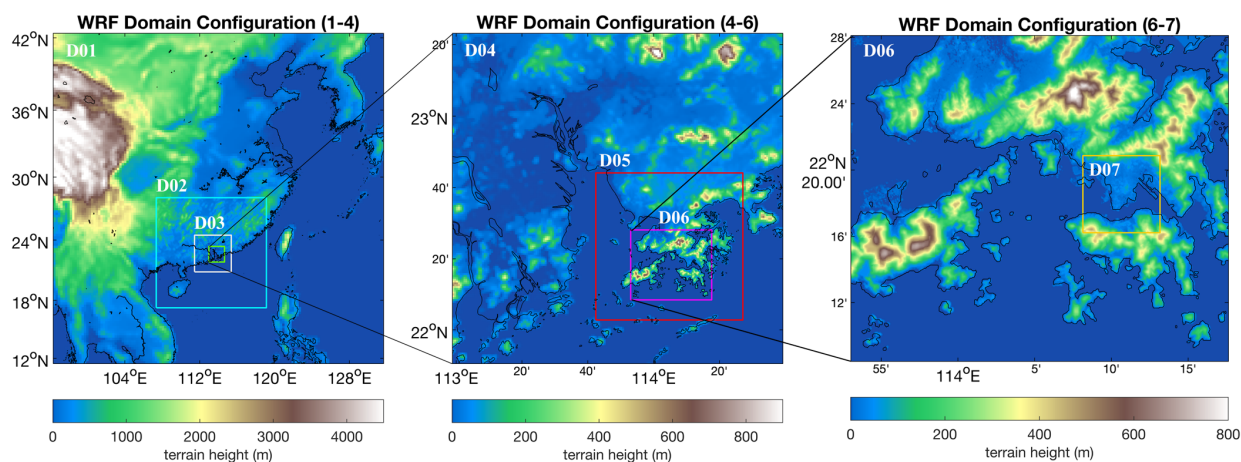 WRF Domain Configuration (1-4)
42°N
36°N
30°N
24°N
18°N
12°N
D01
D02
D03
104°E 112°E 120°E 128°E
0 1000 2000 3000 4000
terrain height (m)
WRF Domain Configuration (4-6)
20'
23°N
40'
20'
22°N
D04
D05
D06
113°E 20' 40' 114°E 20'
0 200 400 600 800
terrain height (m)
WRF Domain Configuration (6-7)
28'
24'
22°N
20.00'
16'
12'
D06
D07
55' 114°E 5' 10' 15'
0 200 400 600 800
terrain height (m)